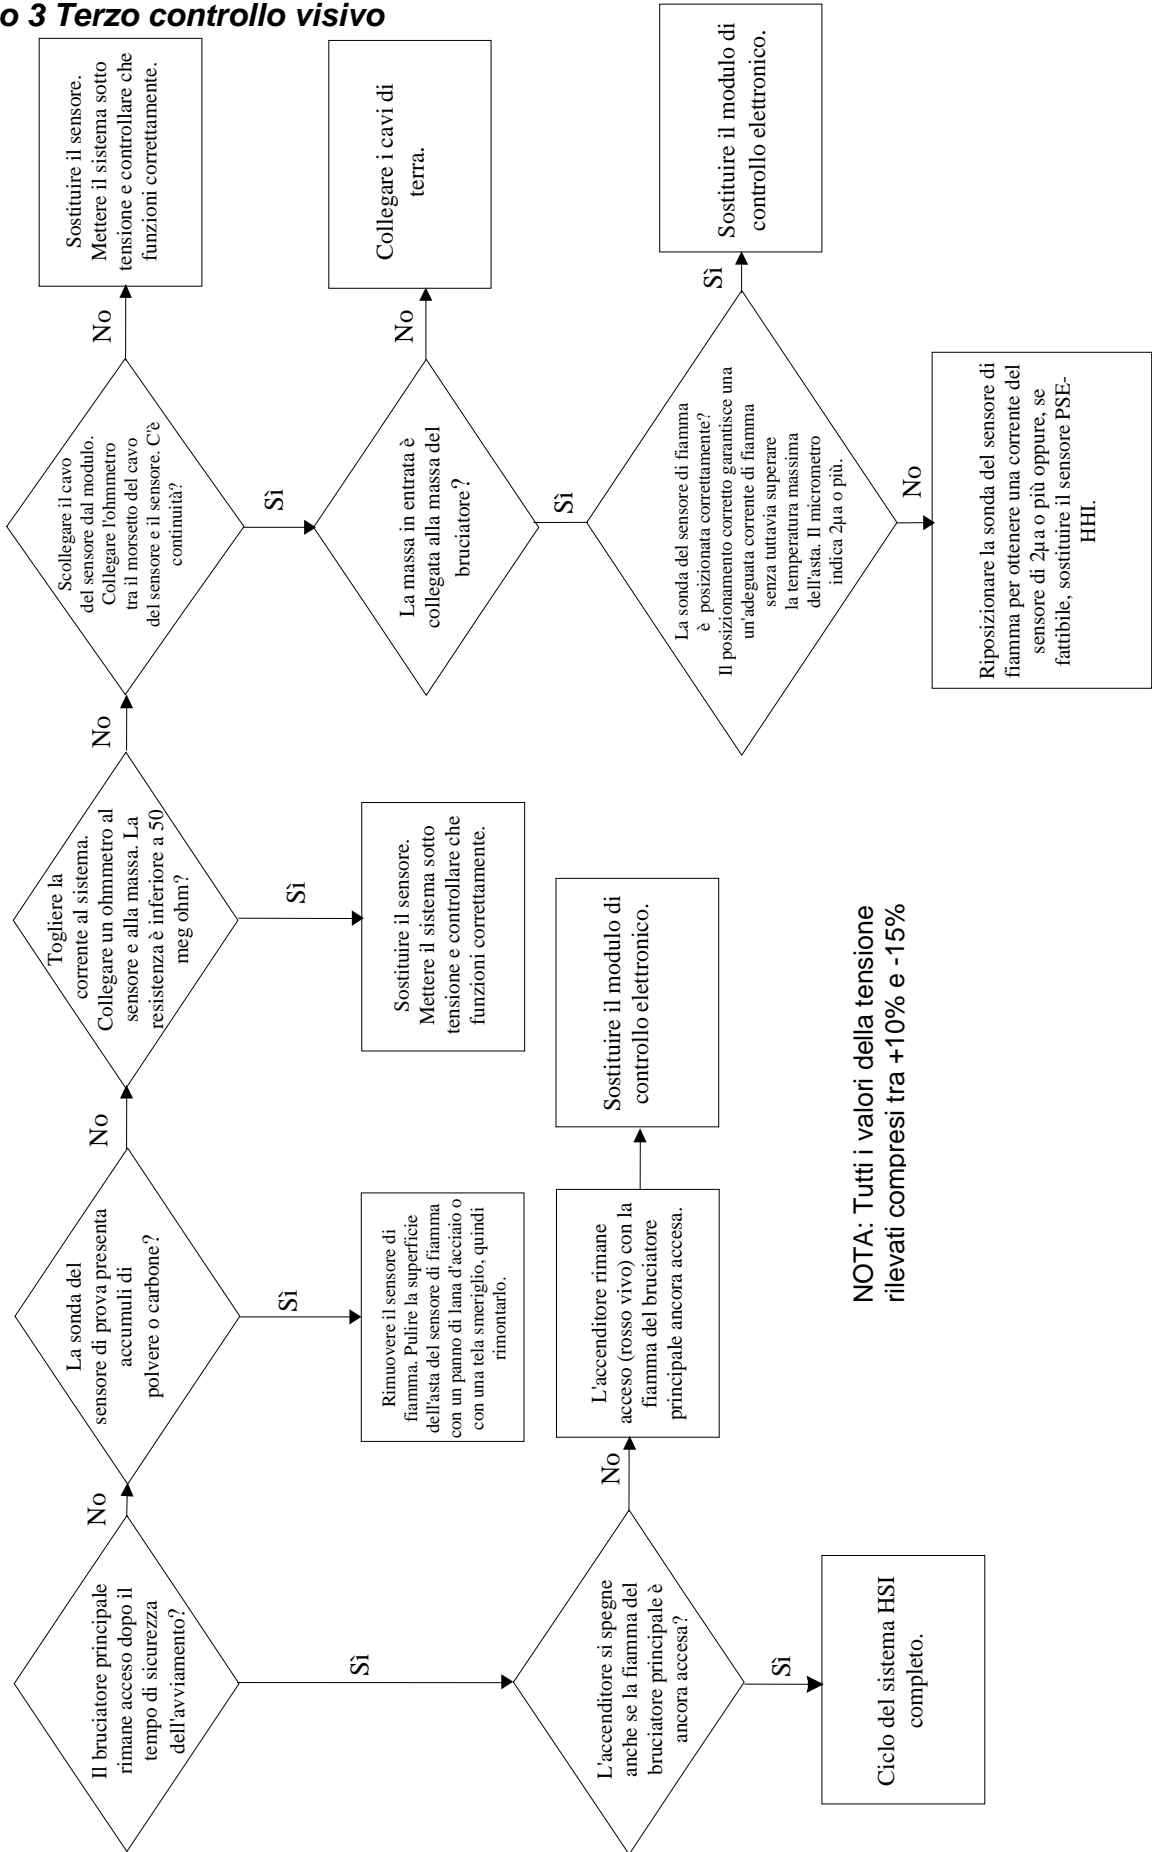 o 3 Terzo controllo visivo
Il bruciatore principale
rimane acceso dopo il
tempo di sicurezza
dell'avviamento?
No
La sonda del
sensore di prova presenta
accumuli di
polvere o carbone?
No
Togliere la
corrente al sistema.
Collegare un ohmmetro al
sensore e alla massa. La
resistenza è inferiore a 50
meg ohm?
No
Scollegare il cavo
del sensore dal modulo.
Collegare l'ohmmetro
tra il morsetto del cavo
del sensore e il sensore. C'è
continuità?
No
Sostituire il sensore.
Mettere il sistema sotto
tensione e controllare che
funzioni correttamente.
Sì
Sì
Sì
Sì
Rimuovere il sensore di
fiamma. Pulire la superficie
dell'asta del sensore di fiamma
con un panno di lana d'acciaio o
con una tela smeriglio, quindi
rimontarlo.
Sostituire il sensore.
Mettere il sistema sotto
tensione e controllare che
funzioni correttamente.
La massa in entrata è
collegata alla massa del
bruciatore?
No
Collegare i cavi di
terra.
Sì
L'accenditore si spegne
anche se la fiamma del
bruciatore principale è
ancora accesa?
No
L'accenditore rimane
acceso (rosso vivo) con la
fiamma del bruciatore
principale ancora accesa.
Sostituire il modulo di
controllo elettronico.
La sonda del sensore di fiamma
è posizionata correttamente?
Il posizionamento corretto garantisce una
un'adeguata corrente di fiamma
senza tuttavia superare
la temperatura massima
dell'asta. Il micrometro
indica 2µa o più.
Sì
Sostituire il modulo di
controllo elettronico.
Sì
No
Ciclo del sistema HSI
completo.
Riposizionare la sonda del sensore di
fiamma per ottenere una corrente del
sensore di 2µa o più oppure, se
fattibile, sostituire il sensore PSE-
HHI.
NOTA: Tutti i valori della tensione
rilevati compresi tra +10% e -15%